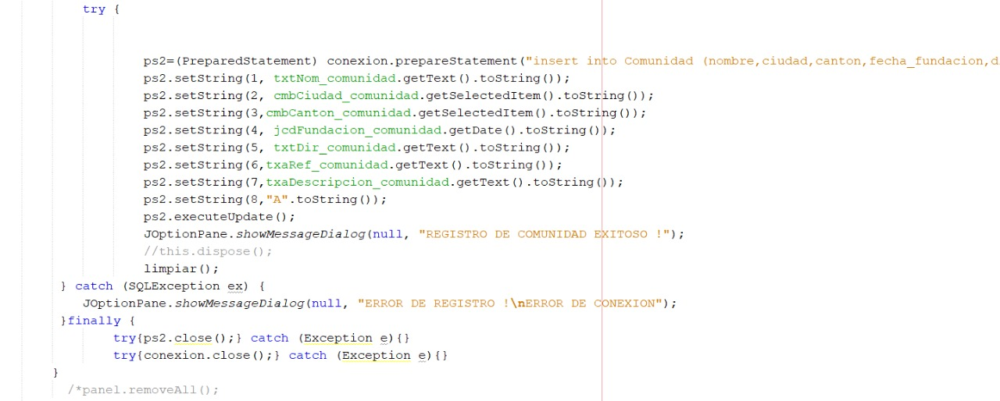 try {
ps2=(PreparedStatement) conexion.prepareStatement("insert into Comunidad (nombre,ciudad,canton,fecha_fundacion,d
ps2.setString(1, txtNom_comunidad.getText().toString());
ps2.setString(2, cmbCiudad_comunidad.getSelectedItem().toString());
ps2.setString(3,cmbCanton_comunidad.getSelectedItem().toString());
ps2.setString(4, jcdFundacion_comunidad.getDate().toString());
ps2.setString(5, txtDir_comunidad.getText().toString());
ps2.setString(6,txaRef_comunidad.getText().toString());
ps2.setString(7,txaDescripcion_comunidad.getText().toString());
ps2.setString(8,"A".toString());
ps2.executeUpdate();
JOptionPane.showMessageDialog(null, "REGISTRO DE COMUNIDAD EXITOSO !");
//this.dispose();
limpiar();
} catch (SQLException ex) {
JOptionPane.showMessageDialog(null, "ERROR DE REGISTRO !\nERROR DE CONEXION");
}finally {
try{ps2.close();} catch (Exception e){}
try{conexion.close();} catch (Exception e){}
}
/*panel.removeAll();